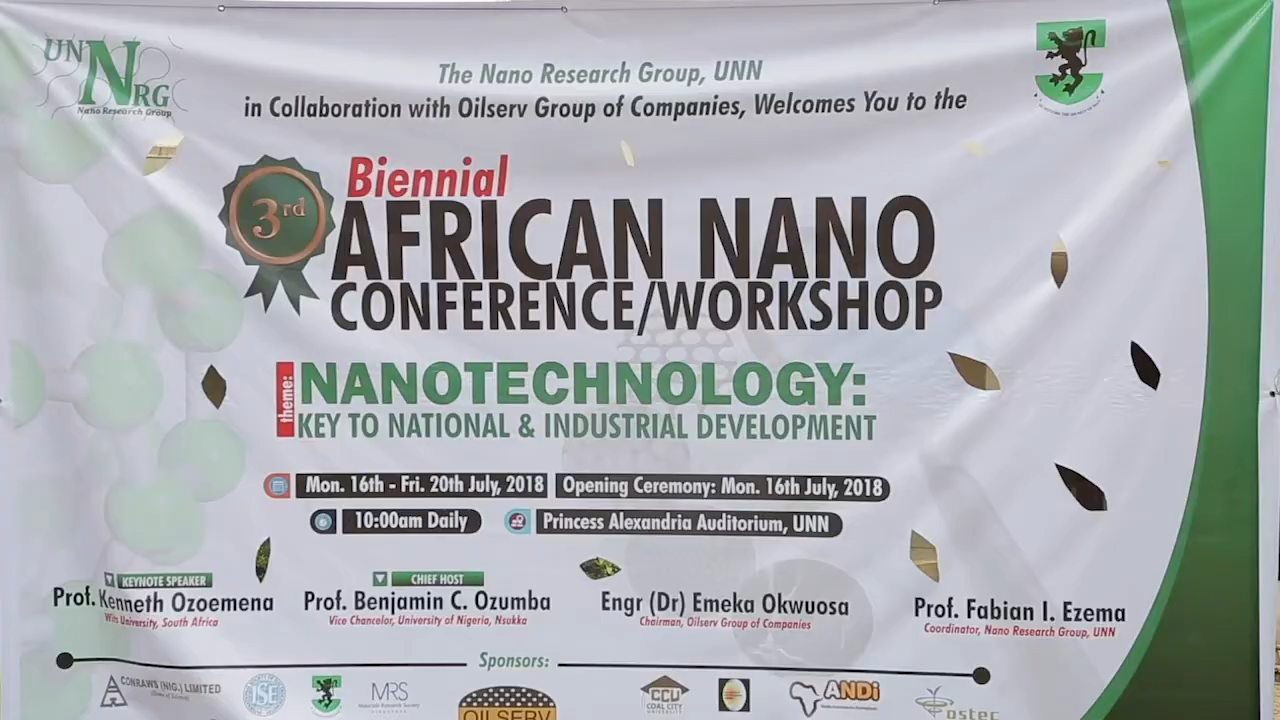 UNN
NRG
Nano Research Group
The Nano Research Group, UNN
in Collaboration with Oilserv Group of Companies, Welcomes You to the
3rd
Biennial
AFRICAN NANO
CONFERENCE/WORKSHOP
theme:
NANOTECHNOLOGY:
KEY TO NATIONAL & INDUSTRIAL DEVELOPMENT
Mon. 16th - Fri. 20th July, 2018
Opening Ceremony: Mon. 16th July, 2018
10:00am Daily
Princess Alexandria Auditorium, UNN
KEYNOTE SPEAKER
Prof. Kenneth Ozoemena
Wits University, South Africa
CHIEF HOST
Prof. Benjamin C. Ozumba
Vice Chancelor, University of Nigeria, Nsukka
Engr (Dr) Emeka Okwuosa
Chairman, Oilserv Group of Companies
Prof. Fabian I. Ezema
Coordinator, Nano Research Group, UNN
Sponsors:
CONRAWS (NIG.) LIMITED
ISE
MRS
OILSERV
CCU
COAL CITY
UNIVERSITY
ANDi
astec